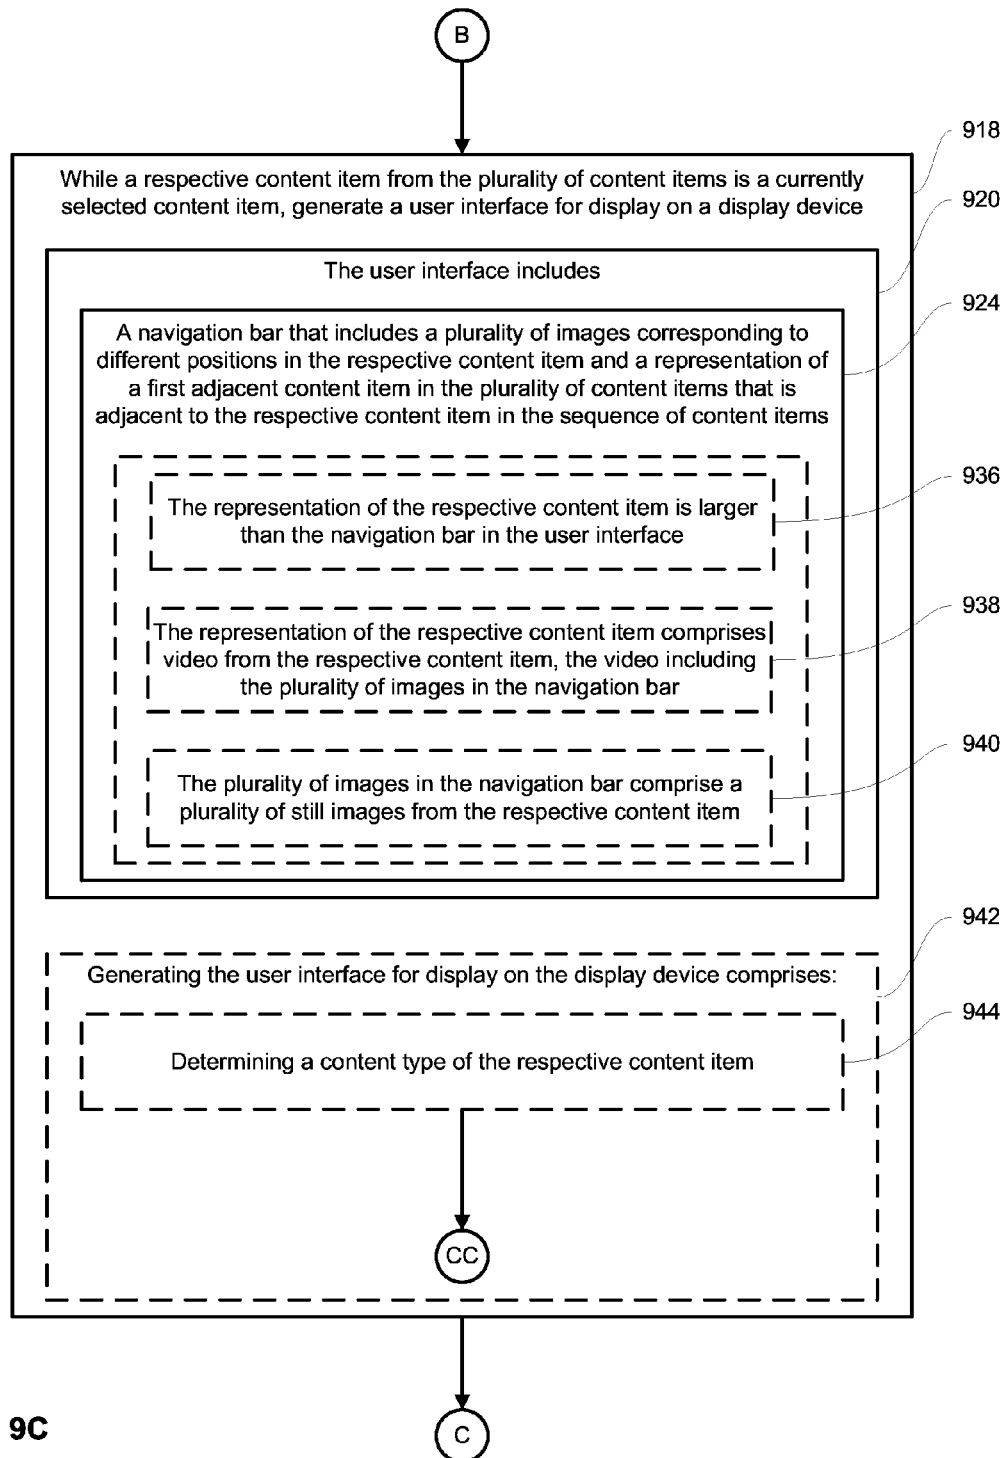 B
918
While a respective content item from the plurality of content items is a currently
selected content item, generate a user interface for display on a display device
920
The user interface includes
924
A navigation bar that includes a plurality of images corresponding to
different positions in the respective content item and a representation of
a first adjacent content item in the plurality of content items that is
adjacent to the respective content item in the sequence of content items
936
The representation of the respective content item is larger
than the navigation bar in the user interface
938
The representation of the respective content item comprises
video from the respective content item, the video including
the plurality of images in the navigation bar
940
The plurality of images in the navigation bar comprise a
plurality of still images from the respective content item
942
Generating the user interface for display on the display device comprises:
944
Determining a content type of the respective content item
CC
9C
C